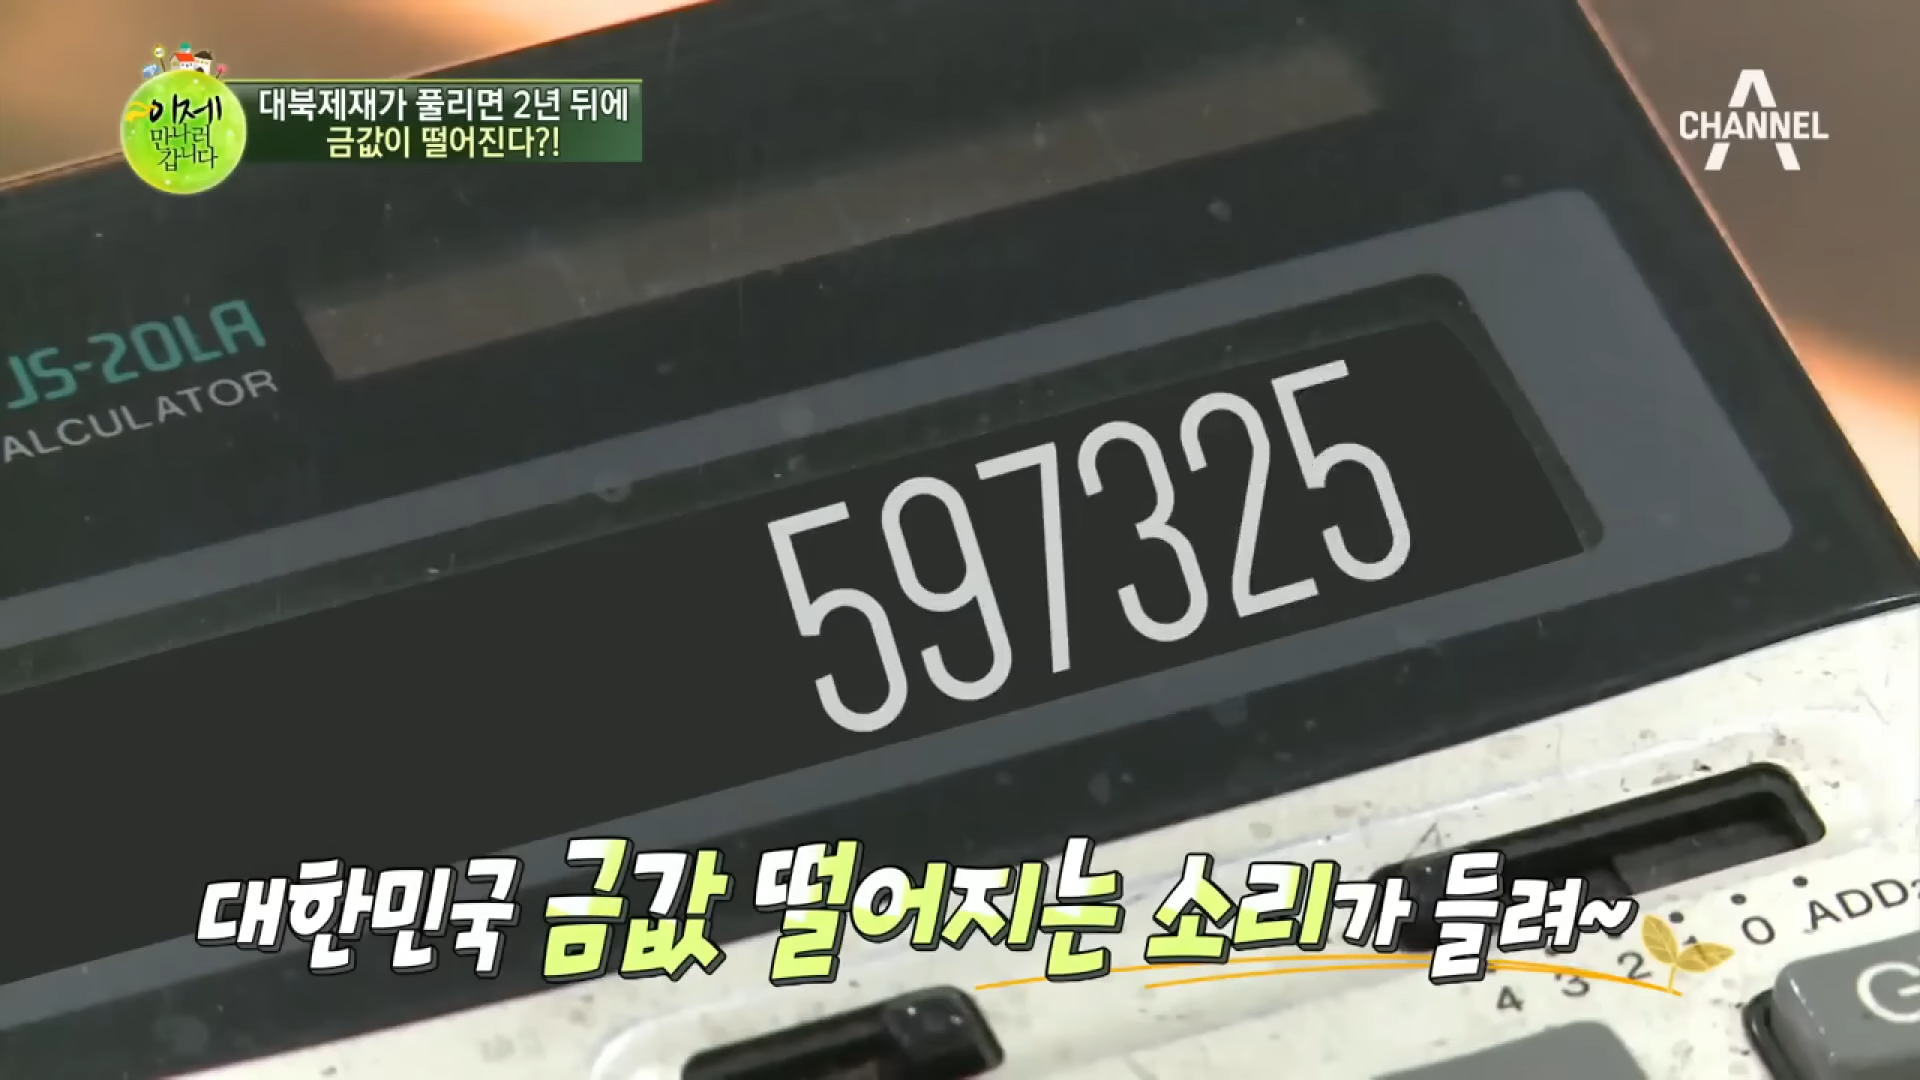 이제
만나러
갑니다
대북제재가 풀리면 2년 뒤에
금값이 떨어진다?!
CHANNEL A
JS-20LA
ALCULATOR
597325
대한민국 금값 떨어지는 소리가 들려~
4 3 2 1 0 ADD2
G